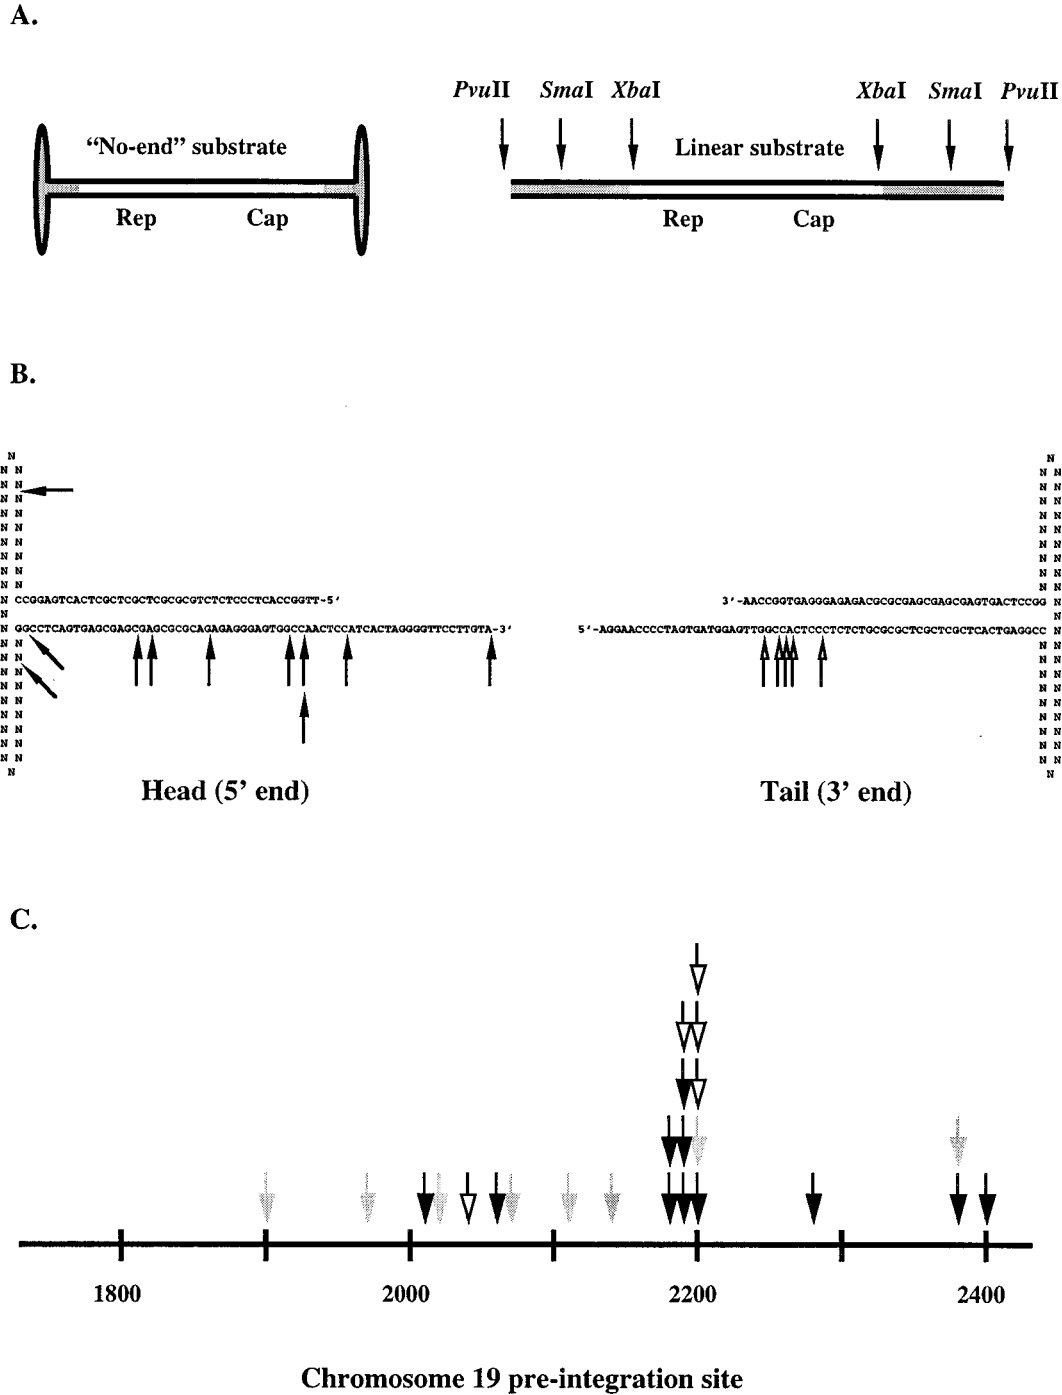 A.
PvuII SmaI XbaI XbaI SmaI PvuII
“No-end” substrate Linear substrate
Rep Cap Rep Cap
B.
N N
N N N N
N N N N
N N N N
N N N N
N N N N
N N N N
N N N N
N N N N
N N N N
N CCGGAGTCACTCGCTCGCTCGCGCGTCTCTCCCTCACCGGTT-5' 3'-AACCGGTGAGGGAGAGACGCGCGAGCGAGCGAGTGACTCCGG N
N N
N GGCCTCAGTGAGCGAGCGAGCGCGCAGAGAGGGAGTGGCCAACTCCATCACTAGGGGTTCCTTGTA-3' 5'-AGGAACCCCTAGTGATGGAGTTGGCCACTCCCTCTCTGCGCGCTCGCTCGCTCACTGAGGCC N
N N N N
N N N N
N N N N
N N N N
N N N N
N N N N
N N N N
N N N N
N N N N
N N
Head (5’ end) Tail (3’ end)
C.
1800 2000 2200 2400
Chromosome 19 pre-integration site